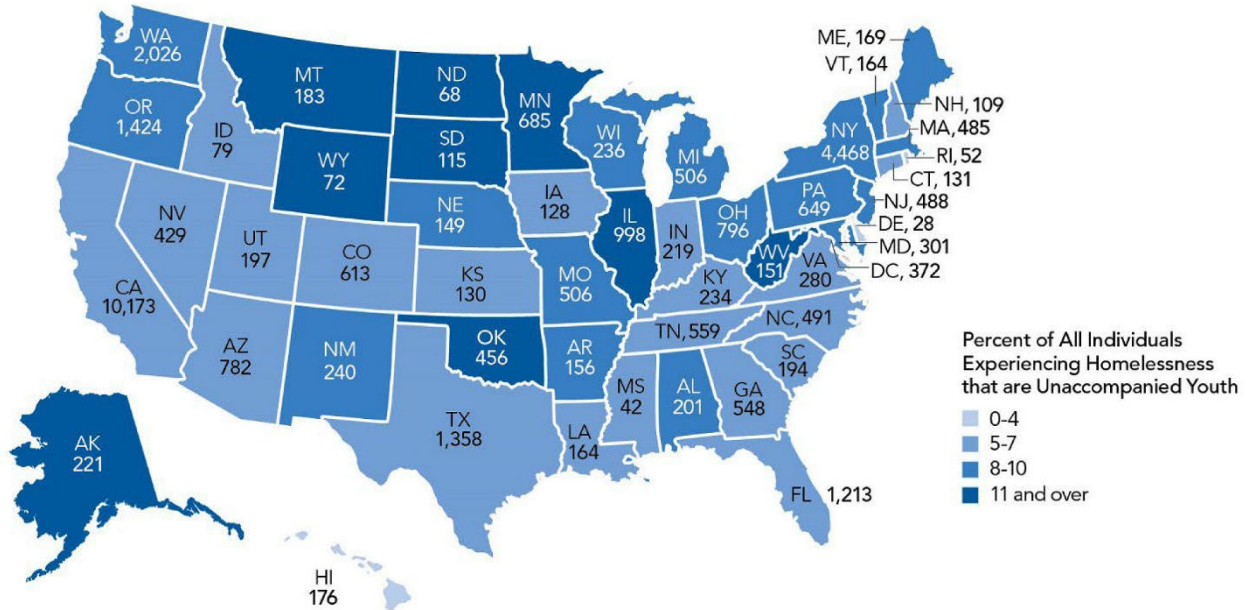 WA
2,026
OR
1,424
ID
79
MT
183
ND
68
MN
685
SD
115
WY
72
WI
236
MI
506
NY
4,468
ME, 169
VT, 164
NH, 109
MA, 485
RI, 52
CT, 131
NJ, 488
DE, 28
MD, 301
DC, 372
NV
429
UT
197
CO
613
NE
149
IA
128
IL
998
IN
219
OH
796
PA
649
WV
151
VA
280
CA
10,173
AZ
782
NM
240
KS
130
MO
506
KY
234
TN, 559
NC, 491
OK
456
AR
156
SC
194
MS
42
AL
201
GA
548
TX
1,358
LA
164
FL 1,213
AK
221
HI
176
Percent of All Individuals
Experiencing Homelessness
that are Unaccompanied Youth
0-4
5-7
8-10
11 and over